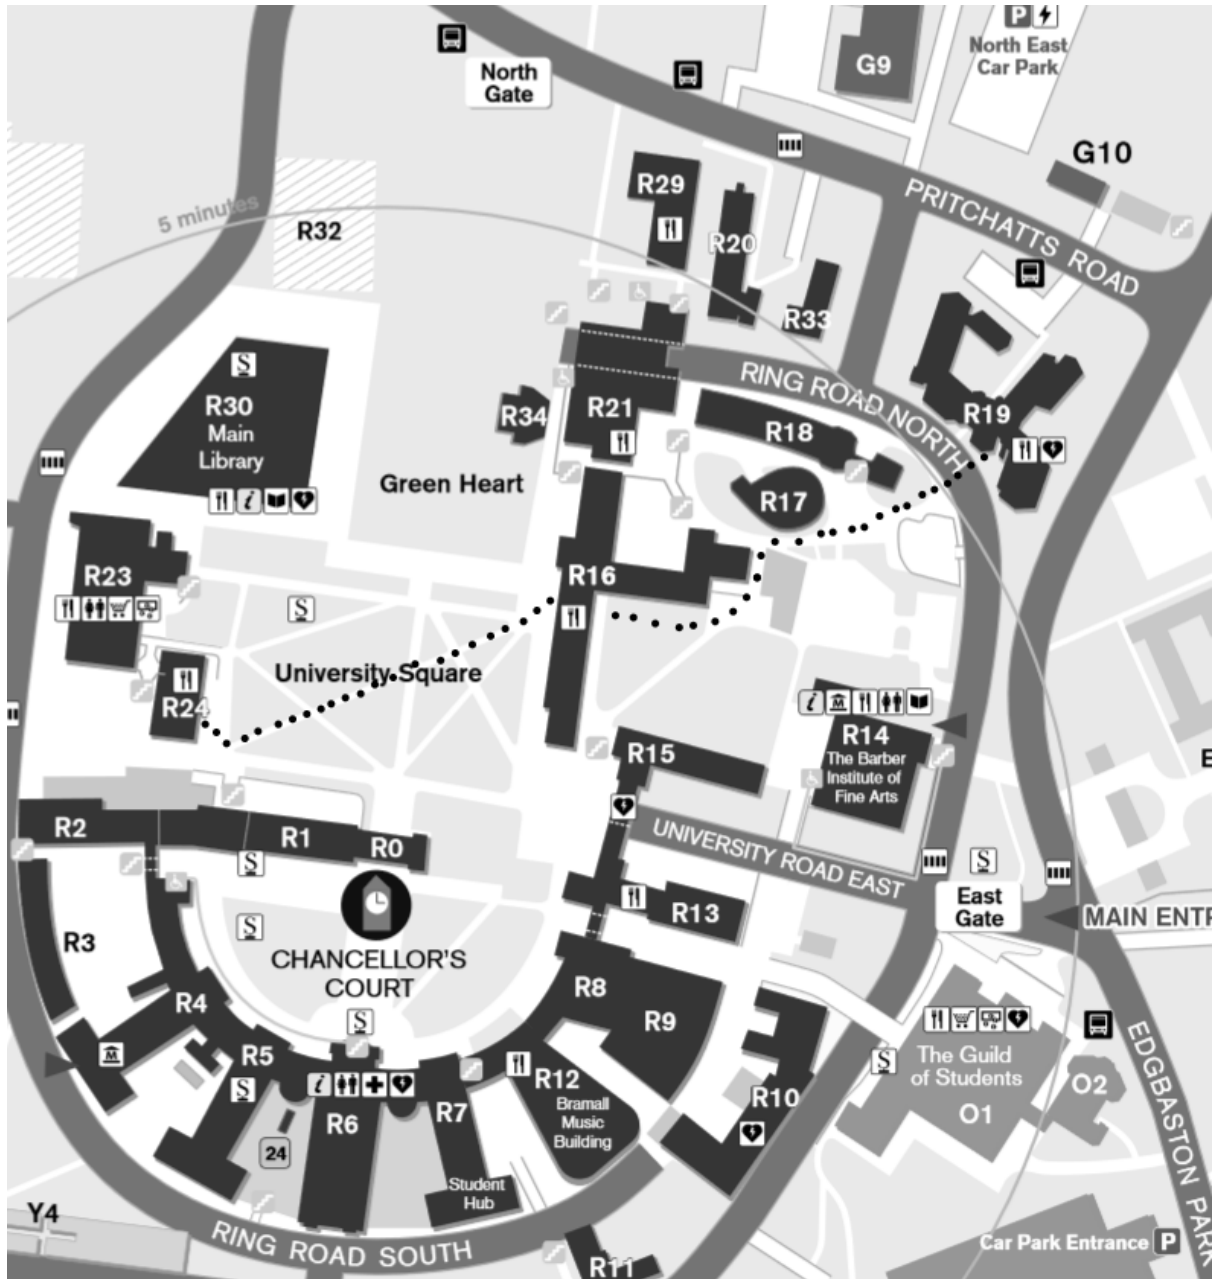 North
Gate
G9
P
North East
Car Park
G10
PRITCHATTS ROAD
R29
R20
R33
5 minutes
R32
RING ROAD NORTH
R19
S
R30
Main
Library
R34
R21
R18
Green Heart
R17
R23
R16
S
University Square
R24
R14
The Barber
Institute of
Fine Arts
R15
E
R2
R1
R0
S
UNIVERSITY ROAD EAST
S
East
Gate
MAIN ENTR
R13
R3
S
CHANCELLOR'S
COURT
R4
R8
R9
S
R5
S
R6
R7
R12
Bramall
Music
Building
R10
S
The Guild
of Students
O1
O2
EDGBASTON PARK
24
Student
Hub
Y4
RING ROAD SOUTH
R11
Car Park Entrance P